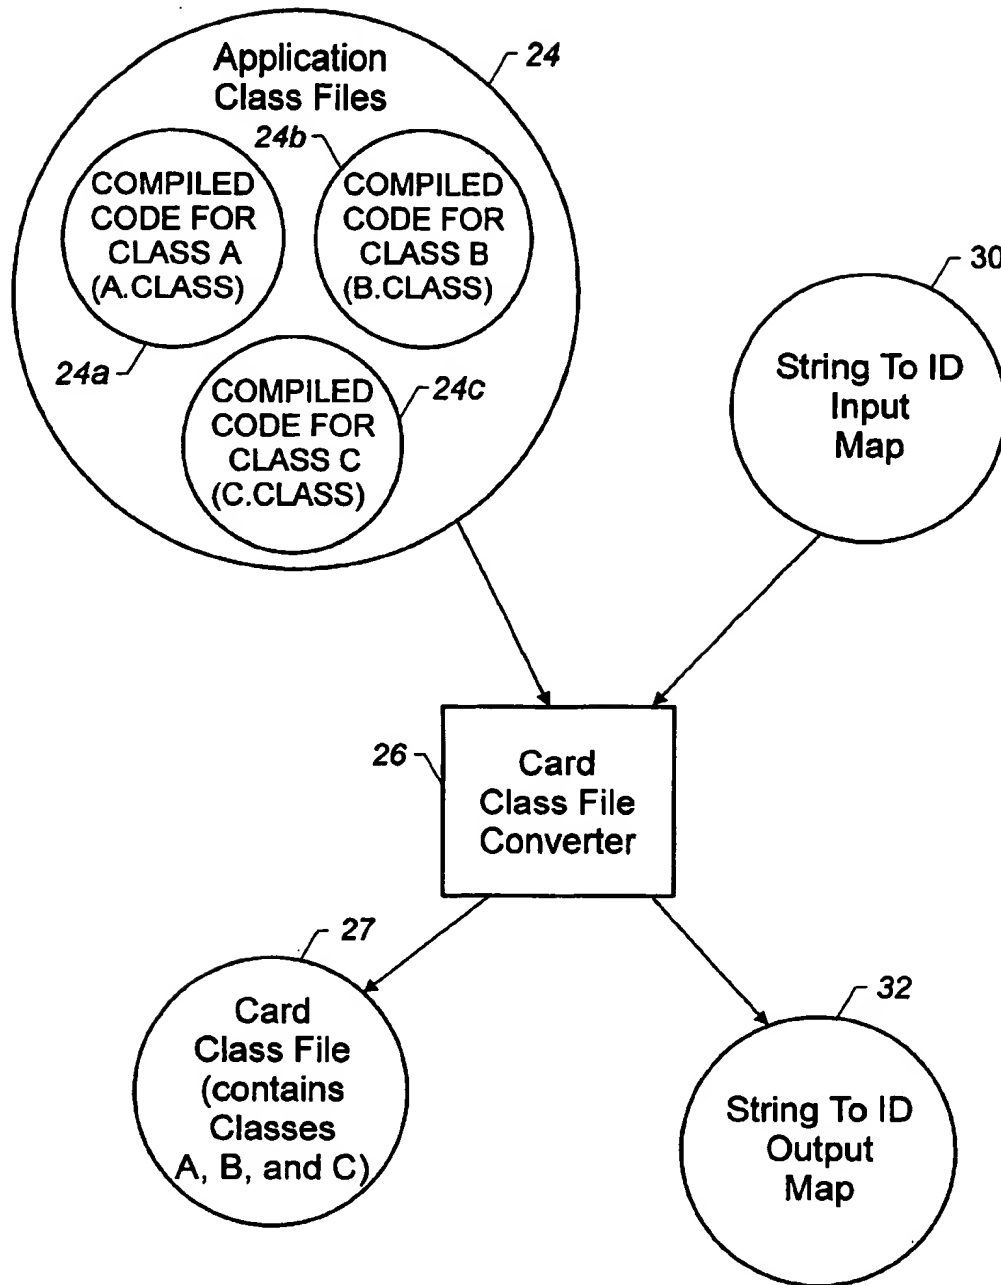 Application
Class Files
24
24b
COMPILED
CODE FOR
CLASS A
(A.CLASS)
COMPILED
CODE FOR
CLASS B
(B.CLASS)
24a
COMPILED
CODE FOR
CLASS C
(C.CLASS)
24c
30
String To ID
Input
Map
26
Card
Class File
Converter
27
Card
Class File
(contains
Classes
A, B, and C)
32
String To ID
Output
Map